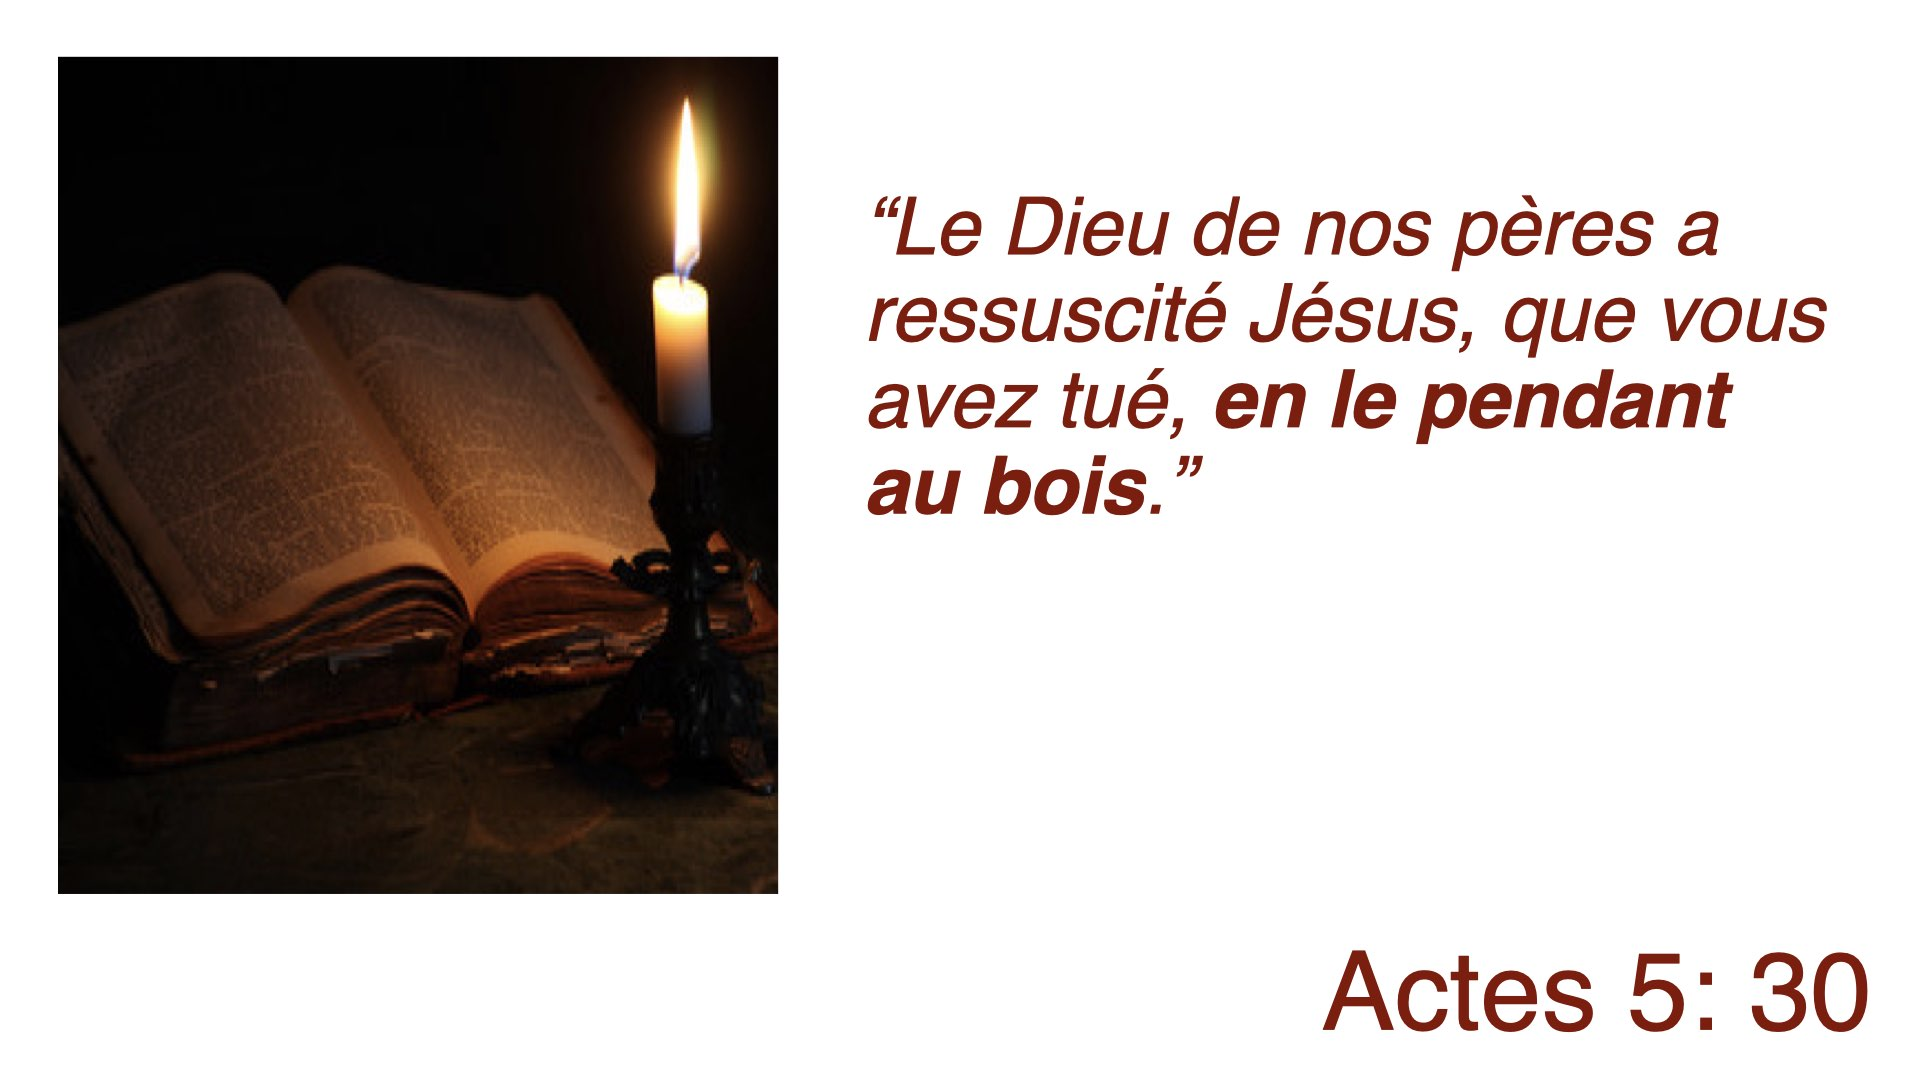 “Le Dieu de nos pères a
ressuscité Jésus, que vous
avez tué, en le pendant
au bois.”
Actes 5: 30